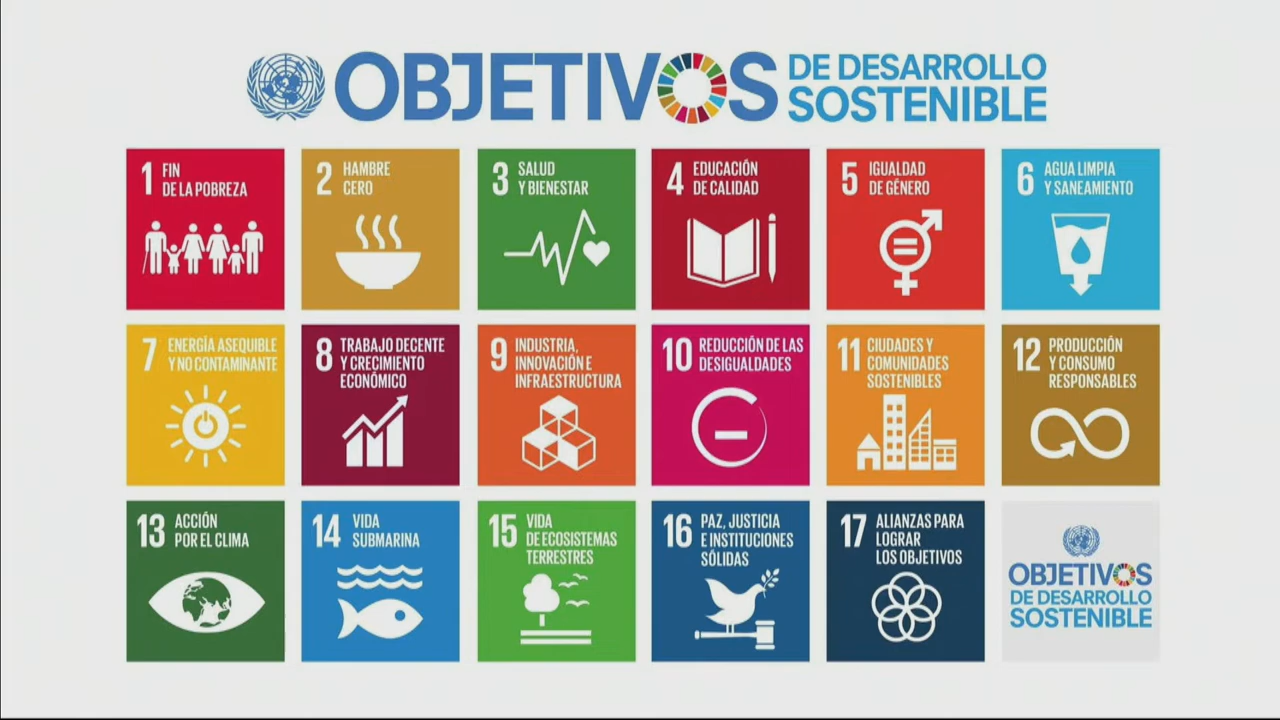 OBJETIVOS
DE DESARROLLO
SOSTENIBLE
1 FIN
DE LA POBREZA
2 HAMBRE
CERO
3 SALUD
Y BIENESTAR
4 EDUCACIÓN
DE CALIDAD
5 IGUALDAD
DE GÉNERO
6 AGUA LIMPIA
Y SANEAMIENTO
7 ENERGÍA ASEQUIBLE
Y NO CONTAMINANTE
8 TRABAJO DECENTE
Y CRECIMIENTO
ECONÓMICO
9 INDUSTRIA,
INNOVACIÓN E
INFRAESTRUCTURA
10 REDUCCIÓN DE LAS
DESIGUALDADES
11 CIUDADES Y
COMUNIDADES
SOSTENIBLES
12 PRODUCCIÓN
Y CONSUMO
RESPONSABLES
13 ACCIÓN
POR EL CLIMA
14 VIDA
SUBMARINA
15 VIDA
DE ECOSISTEMAS
TERRESTRES
16 PAZ, JUSTICIA
E INSTITUCIONES
SÓLIDAS
17 ALIANZAS PARA
LOGRAR
LOS OBJETIVOS
OBJETIVOS
DE DESARROLLO
SOSTENIBLE